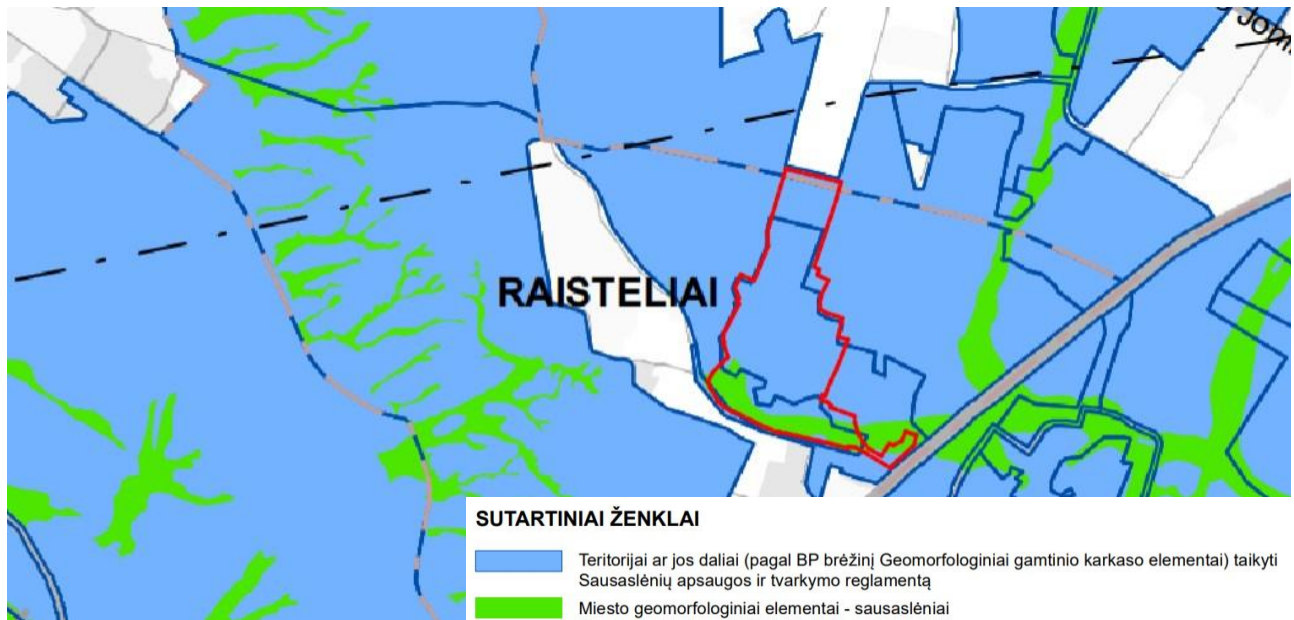 RAISTELIAI
SUTARTINIAI ŽENKLAI
Teritorijai ar jos daliai (pagal BP brėžinį Geomorfologiniai gamtinio karkaso elementai) taikyti
Sausaslėnių apsaugos ir tvarkymo reglamentą
Miesto geomorfologiniai elementai - sausaslėniai